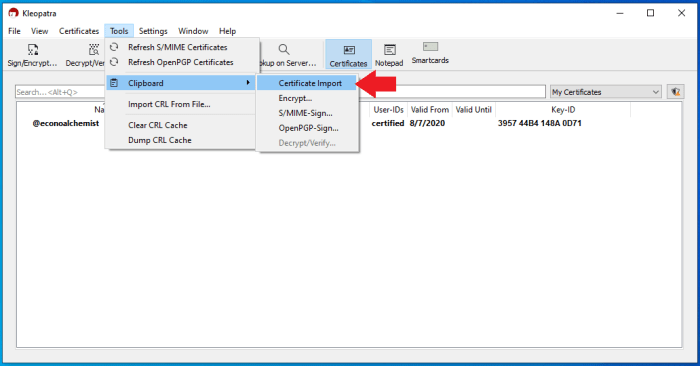 Kleopatra
File View Certificates Tools Settings Window Help
Sign/Encrypt... Decrypt/Ver
Refresh S/MIME Certificates
Refresh OpenPGP Certificates
Clipboard
Import CRL From File...
Clear CRL Cache
Dump CRL Cache
Certificate Import
Encrypt...
S/MIME-Sign...
OpenPGP-Sign...
Decrypt/Verify...
okup on Server... Certificates Notepad Smartcards
Search... <Alt+Q> My Certificates
Na User-IDs Valid From Valid Until Key-ID
@econoalchemist certified 8/7/2020 3957 44B4 148A 0D71